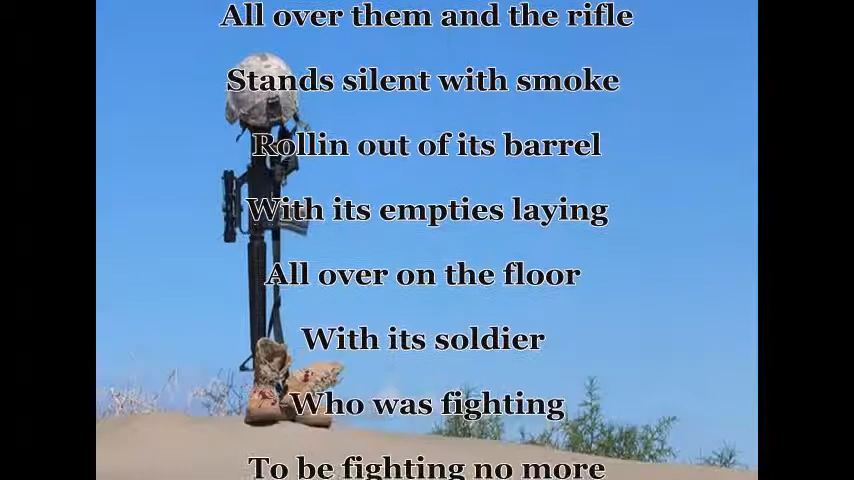 All over them and the rifle
Stands silent with smoke
Rollin out of its barrel
With its empties laying
All over on the floor
With its soldier
Who was fighting
To be fighting no more